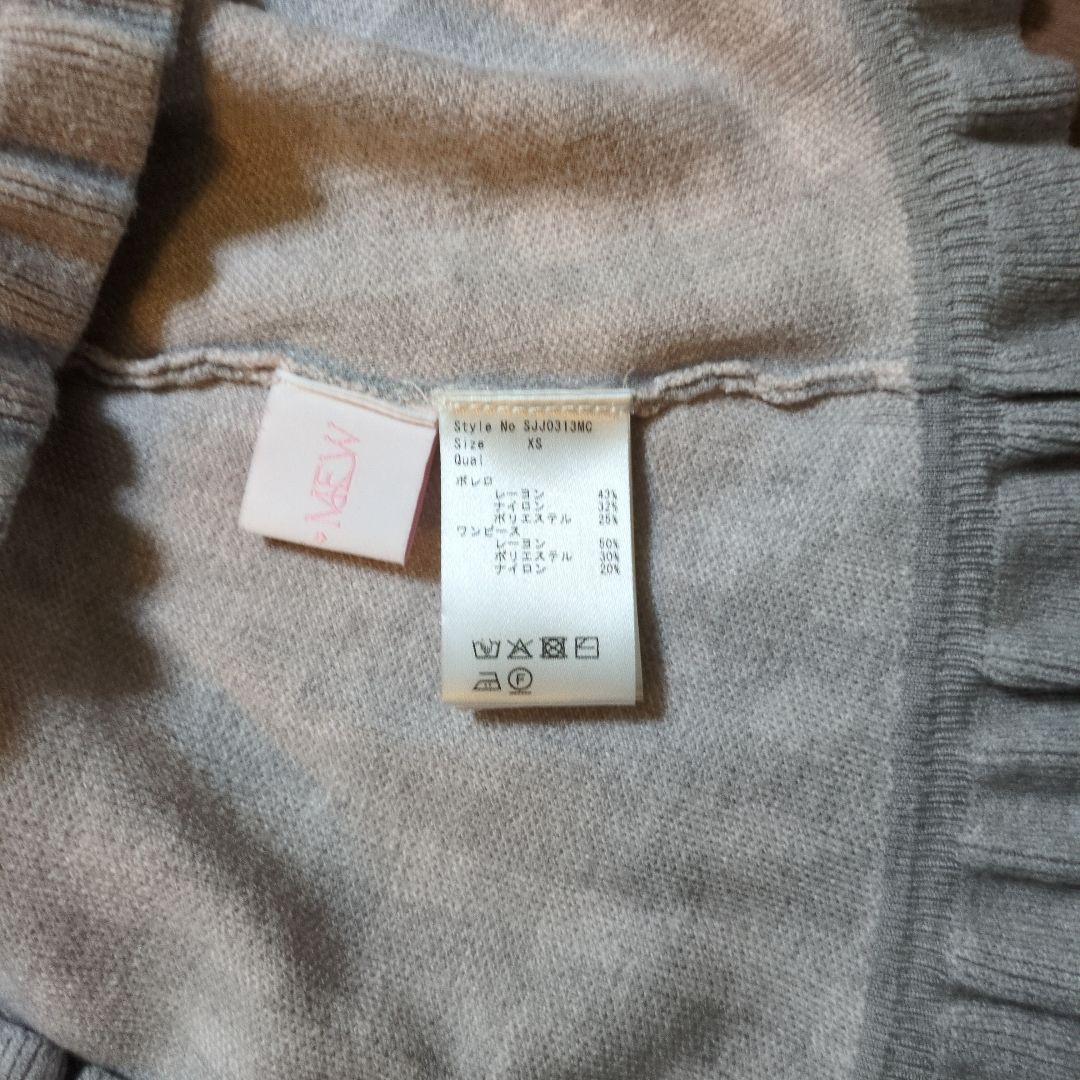 MEW
Style No SJJ0313MC
Size XS
Qual
ボレロ
レーヨン 43%
ナイロン 32%
ポリエステル 25%
ワンピース
レーヨン 50%
ポリエステル 30%
ナイロン 20%
F